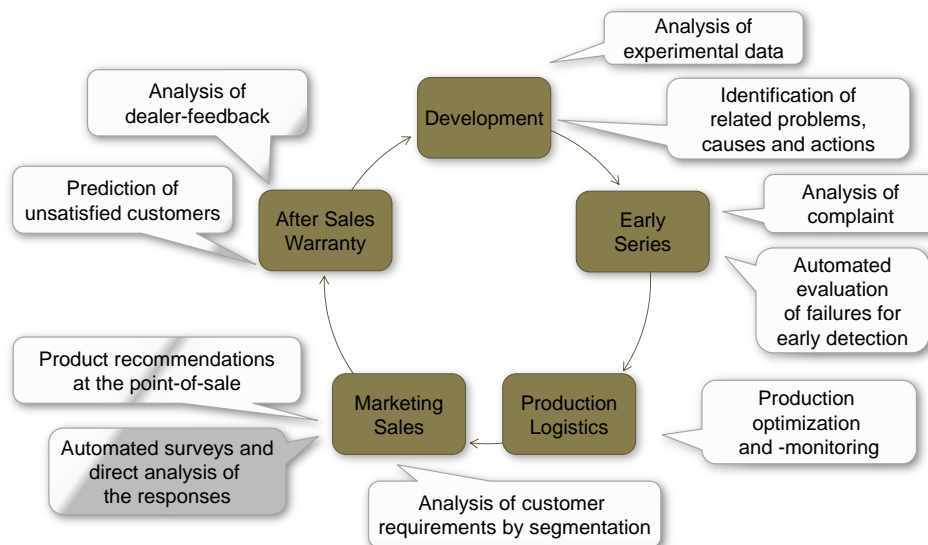 Analysis of
experimental data
Analysis of
dealer-feedback
Development
Identification of
related problems,
causes and actions
Prediction of
unsatisfied customers
After Sales
Warranty
Early
Series
Analysis of
complaint
Automated
evaluation
of failures for
early detection
Product recommendations
at the point-of-sale
Marketing
Sales
Production
Logistics
Production
optimization
and -monitoring
Automated surveys and
direct analysis of
the responses
Analysis of customer
requirements by segmentation